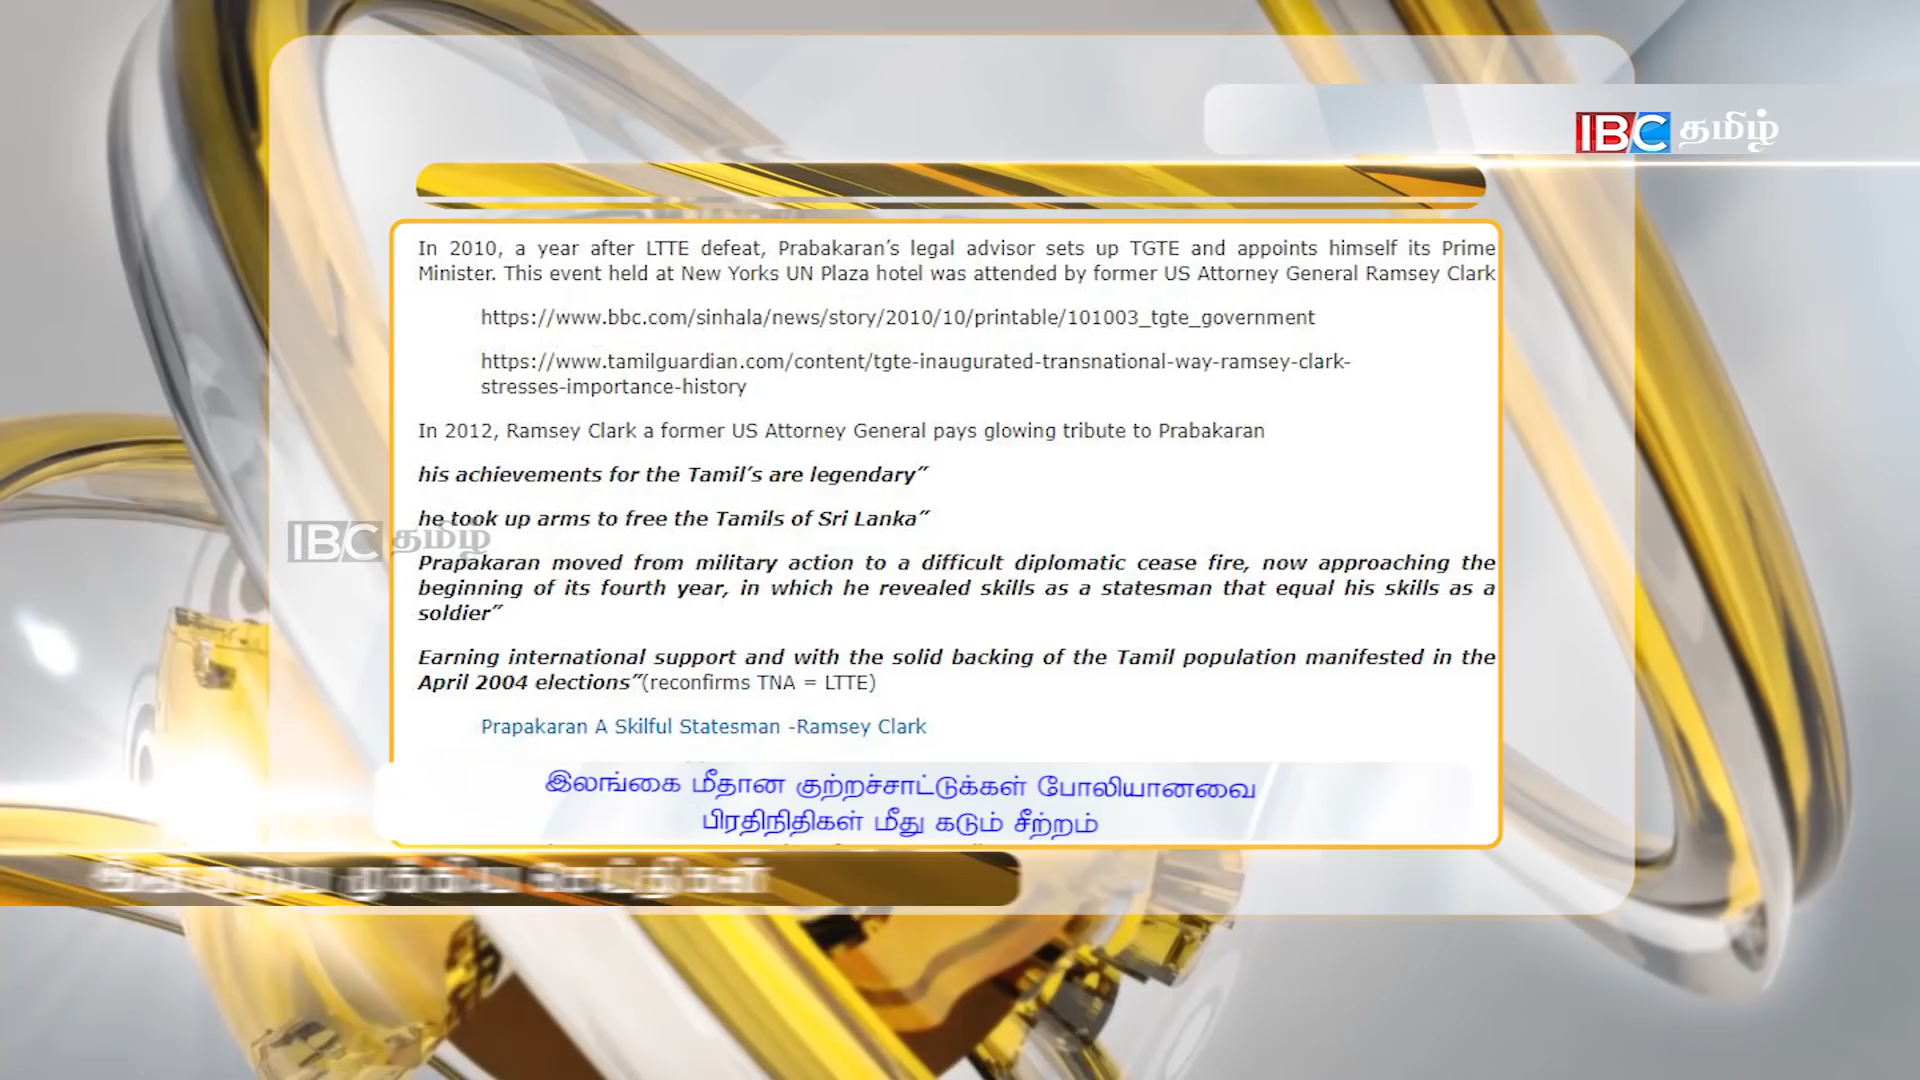 IBC தமிழ்
In 2010, a year after LTTE defeat, Prabakaran’s legal advisor sets up TGTE and appoints himself its Prime
Minister. This event held at New Yorks UN Plaza hotel was attended by former US Attorney General Ramsey Clark
https://www.bbc.com/sinhala/news/story/2010/10/printable/101003_tgte_government
https://www.tamilguardian.com/content/tgte-inaugurated-transnational-way-ramsey-clark-
stresses-importance-history
In 2012, Ramsey Clark a former US Attorney General pays glowing tribute to Prabakaran
his achievements for the Tamil’s are legendary”
he took up arms to free the Tamils of Sri Lanka”
IBC தமிழ்
Prapakaran moved from military action to a difficult diplomatic cease fire, now approaching the
beginning of its fourth year, in which he revealed skills as a statesman that equal his skills as a
soldier”
Earning international support and with the solid backing of the Tamil population manifested in the
April 2004 elections”(reconfirms TNA = LTTE)
Prapakaran A Skilful Statesman -Ramsey Clark
இலங்கை மீதான குற்றச்சாட்டுக்கள் போலியானவை
பிரதிநிதிகள் மீது கடும் சீற்றம்